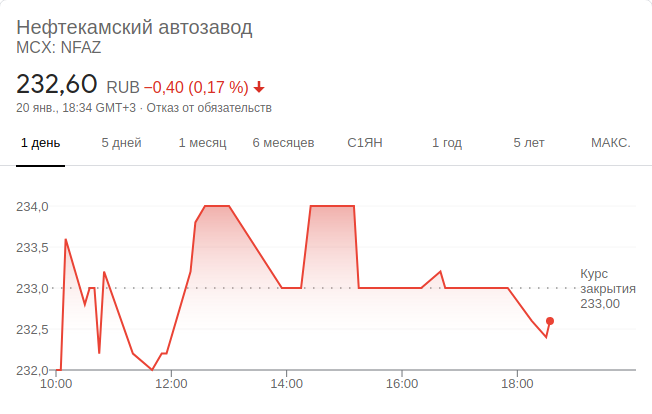 Нефтекамский автозавод
MCX: NFAZ
232,60 RUB −0,40 (0,17 %)
20 янв., 18:34 GMT+3 · Отказ от обязательств
1 день 5 дней 1 месяц 6 месяцев С1ЯН 1 год 5 лет МАКС.
234,0
233,5
233,0
232,5
232,0
Курс
закрытия
233,00
10:00 12:00 14:00 16:00 18:00